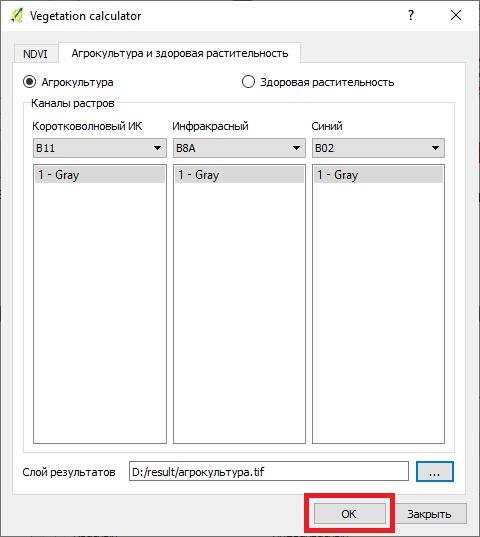 Vegetation calculator
?
NDVI Агрокультура и здоровая растительность
Агрокультура Здоровая растительность
Каналы растров
Коротковолновый ИК Инфракрасный Синий
B11 B8A B02
1 - Gray 1 - Gray 1 - Gray
Слой результатов D:/result/агрокультура.tif ...
ОК Закрыть